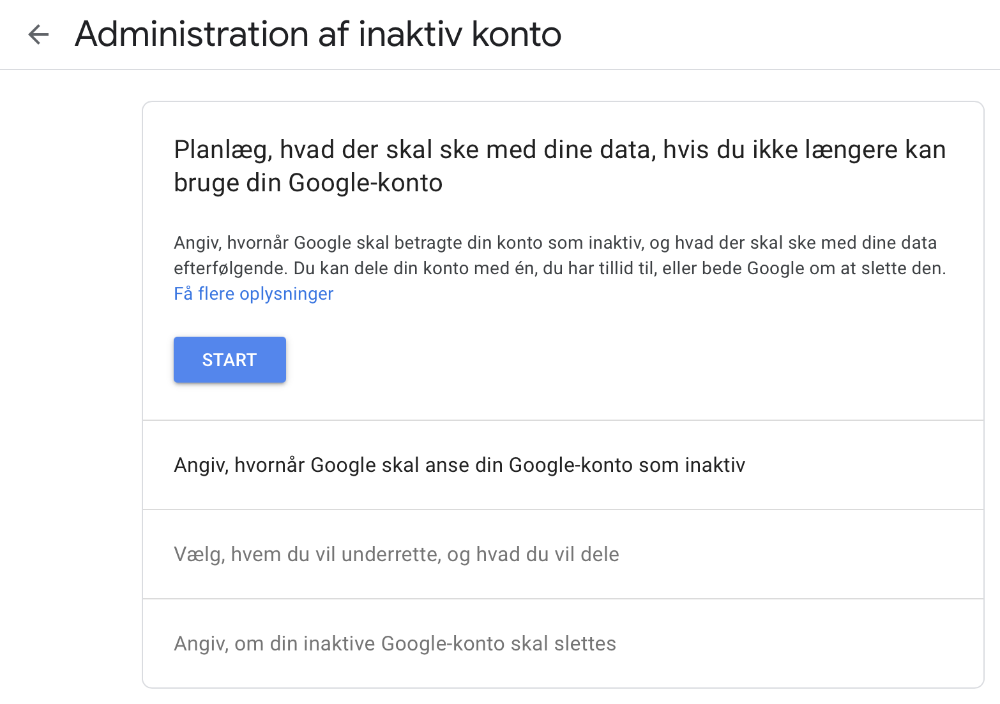 Administration af inaktiv konto
Planlæg, hvad der skal ske med dine data, hvis du ikke længere kan
bruge din Google-konto
Angiv, hvornår Google skal betragte din konto som inaktiv, og hvad der skal ske med dine data
efterfølgende. Du kan dele din konto med én, du har tillid til, eller bede Google om at slette den.
Få flere oplysninger
START
Angiv, hvornår Google skal anse din Google-konto som inaktiv
Vælg, hvem du vil underrette, og hvad du vil dele
Angiv, om din inaktive Google-konto skal slettes